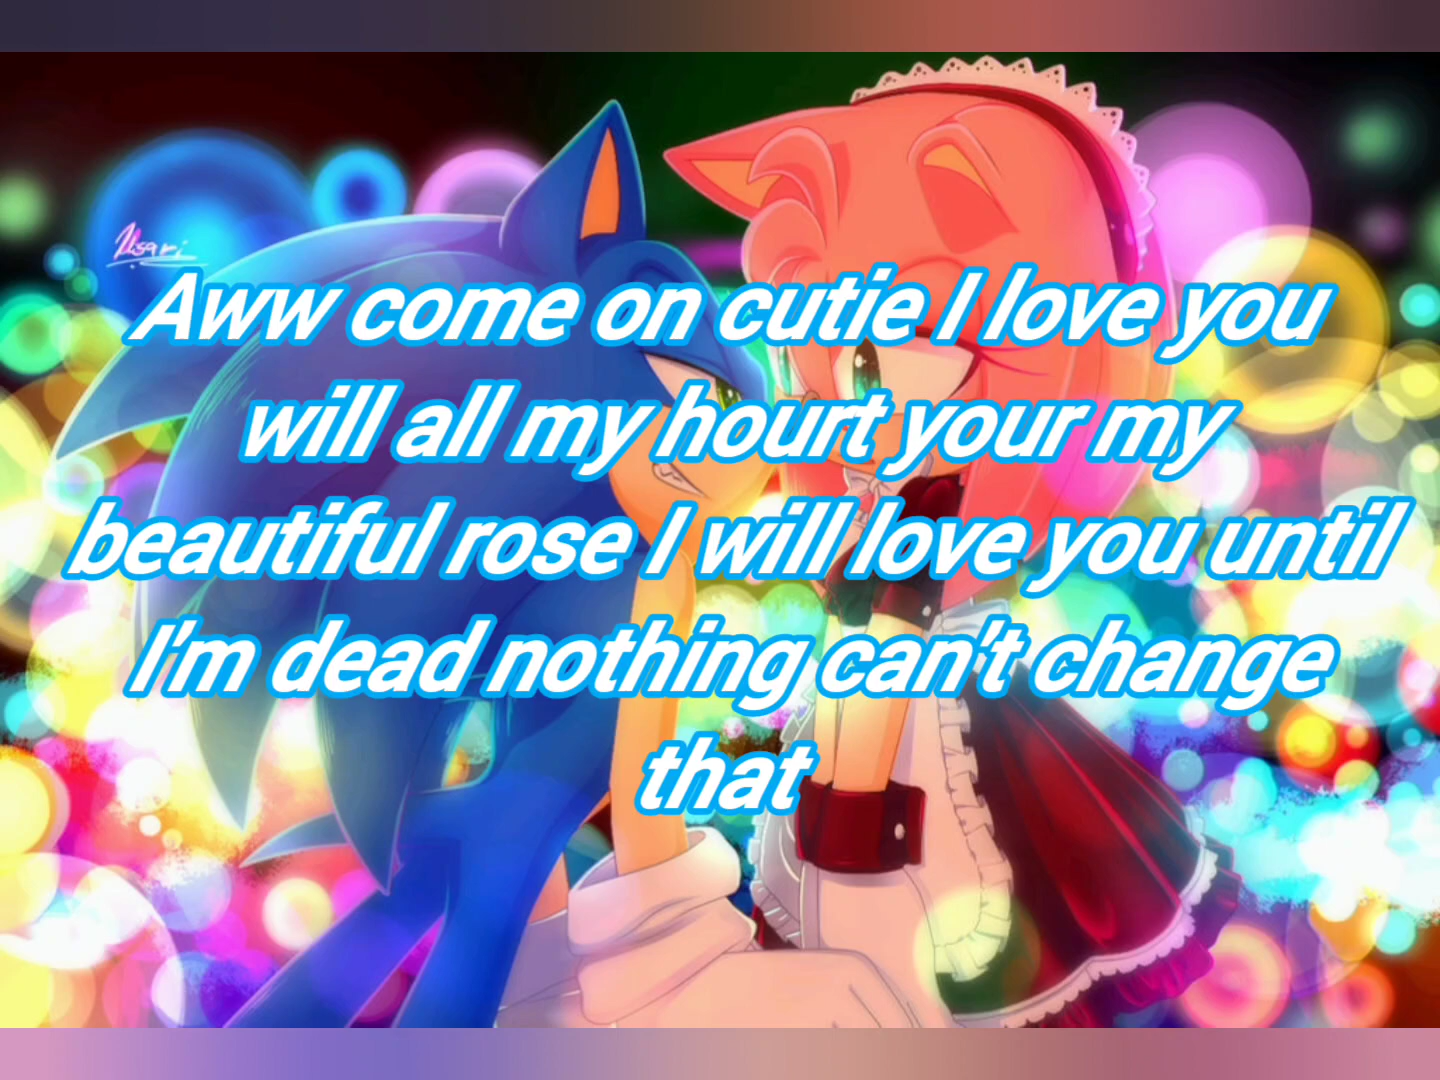 Usari
Aww come on cutie I love you
will all my hourt your my
beautiful rose I will love you until
I'm dead nothing can't change
that